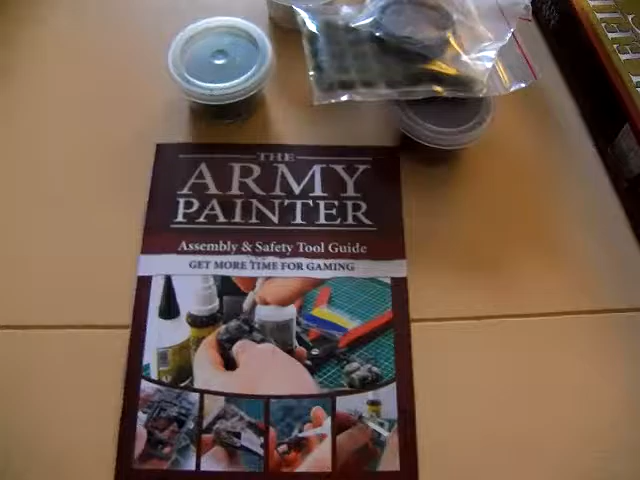 THE
ARMY
PAINTER
Assembly & Safety Tool Guide
GET MORE TIME FOR GAMING